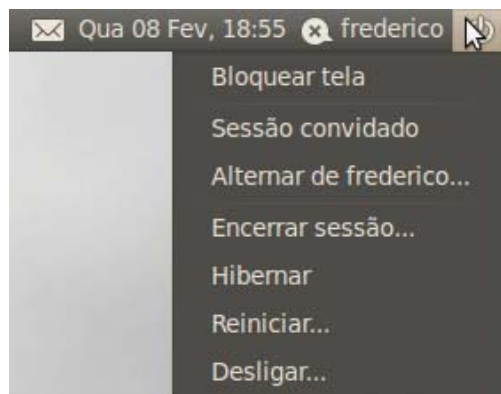 Qua 08 Fev, 18:55 frederico
Bloquear tela
Sessão convidado
Alternar de frederico...
Encerrar sessão...
Hibernar
Reiniciar...
Desligar...